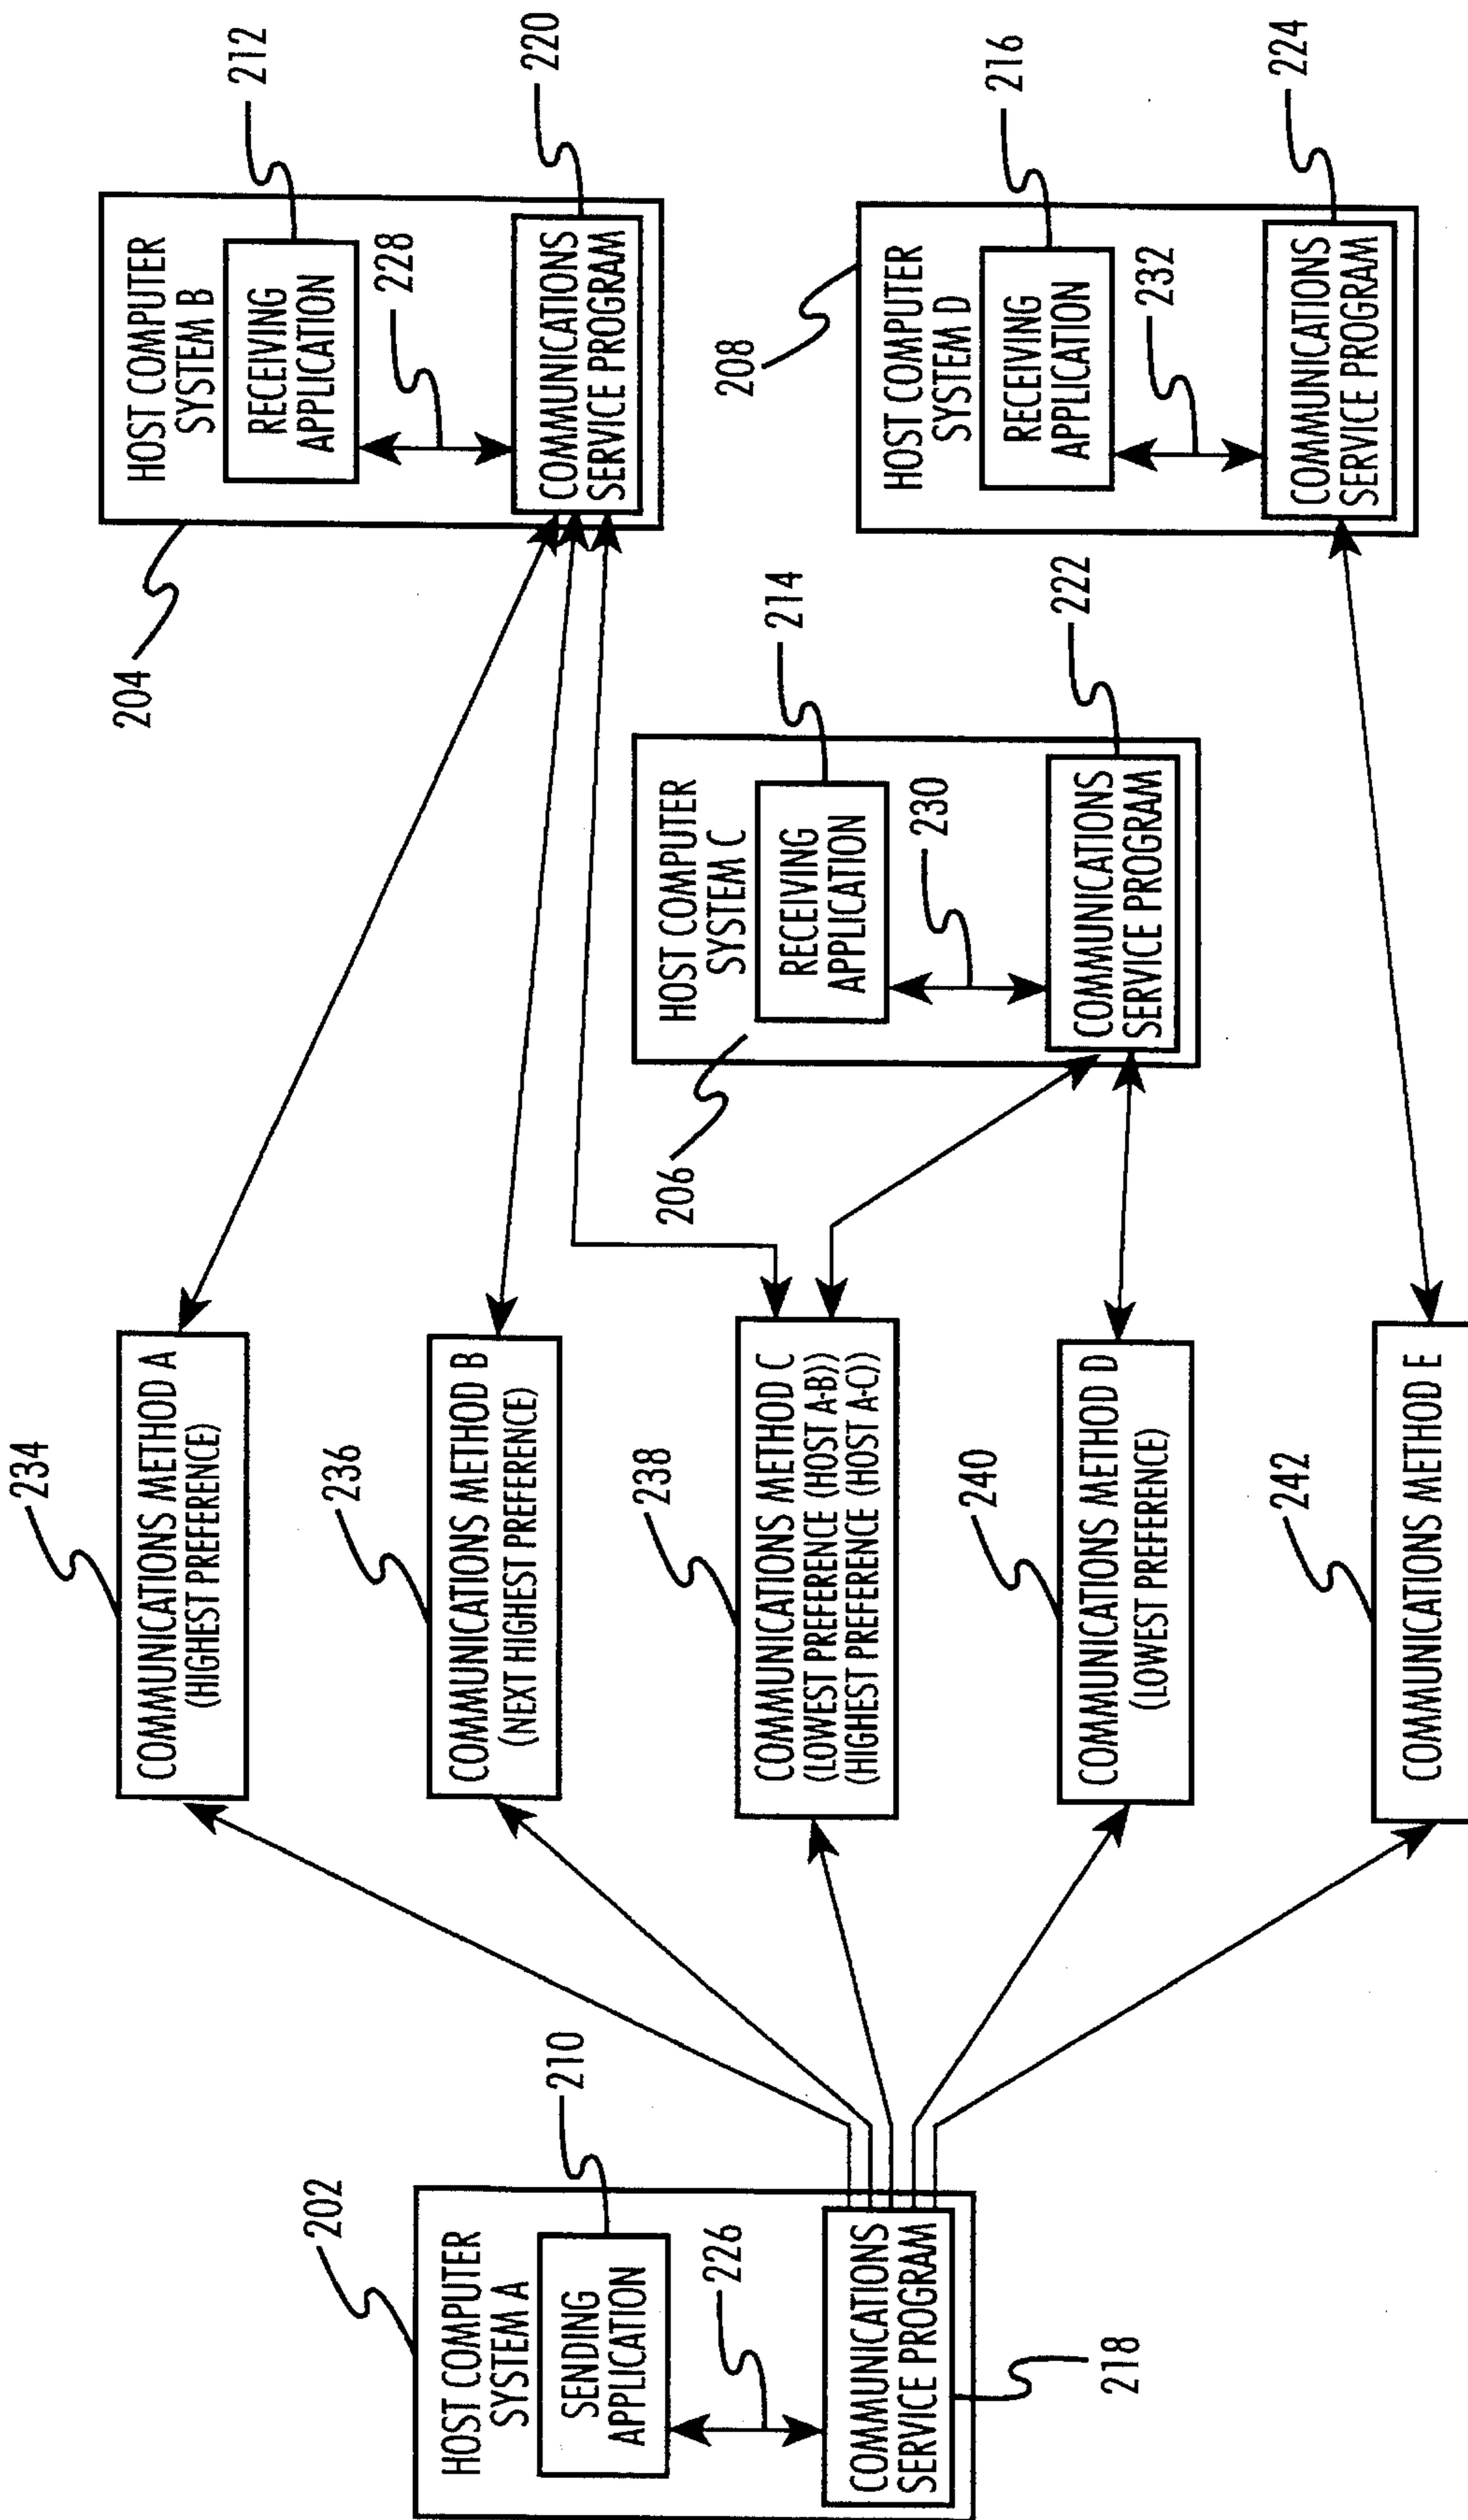 202
HOST COMPUTER
SYSTEM A
SENDING
APPLICATION
210
226
COMMUNICATIONS
SERVICE PROGRAM
218
234
COMMUNICATIONS METHOD A
(HIGHEST PREFERENCE)
236
COMMUNICATIONS METHOD B
(NEXT HIGHEST PREFERENCE)
238
COMMUNICATIONS METHOD C
(LOWEST PREFERENCE (HOST A-B))
(HIGHEST PREFERENCE (HOST A-C))
240
COMMUNICATIONS METHOD D
(LOWEST PREFERENCE)
242
COMMUNICATIONS METHOD E
204
HOST COMPUTER
SYSTEM B
RECEIVING
APPLICATION
212
228
COMMUNICATIONS
SERVICE PROGRAM
220
206
HOST COMPUTER
SYSTEM C
RECEIVING
APPLICATION
214
230
COMMUNICATIONS
SERVICE PROGRAM
222
208
HOST COMPUTER
SYSTEM D
RECEIVING
APPLICATION
216
232
COMMUNICATIONS
SERVICE PROGRAM
224